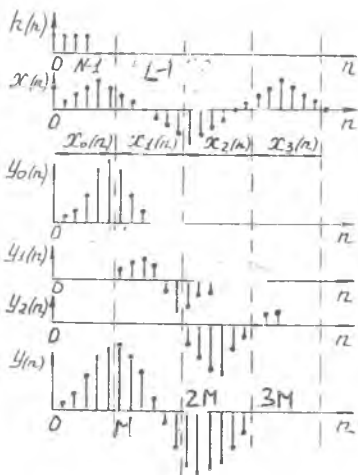 h(n)
0 N-1 L-1 n
x(n)
0 n
x₀(n) x₁(n) x₂(n) x₃(n)
y₀(n)
0 n
y₁(n)
0 n
y₂(n)
0 n
y(n)
2M 3M
0 M n